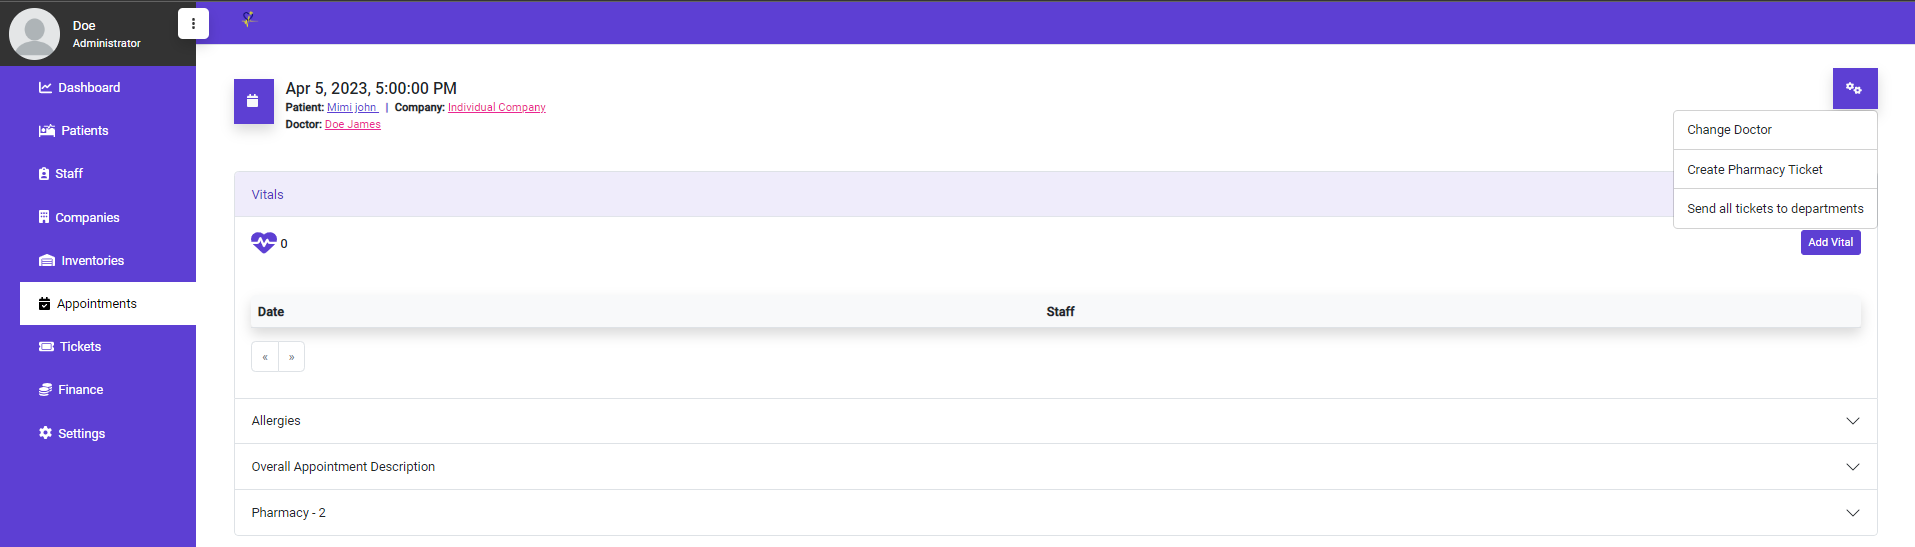 Doe
Administrator
Dashboard
Patients
Staff
Companies
Inventories
Appointments
Tickets
Finance
Settings
Apr 5, 2023, 5:00:00 PM
Patient: Mimi john | Company: Individual Company
Doctor: Doe James
Change Doctor
Create Pharmacy Ticket
Send all tickets to departments
Vitals
0
Add Vital
Date Staff
« »
Allergies
Overall Appointment Description
Pharmacy - 2